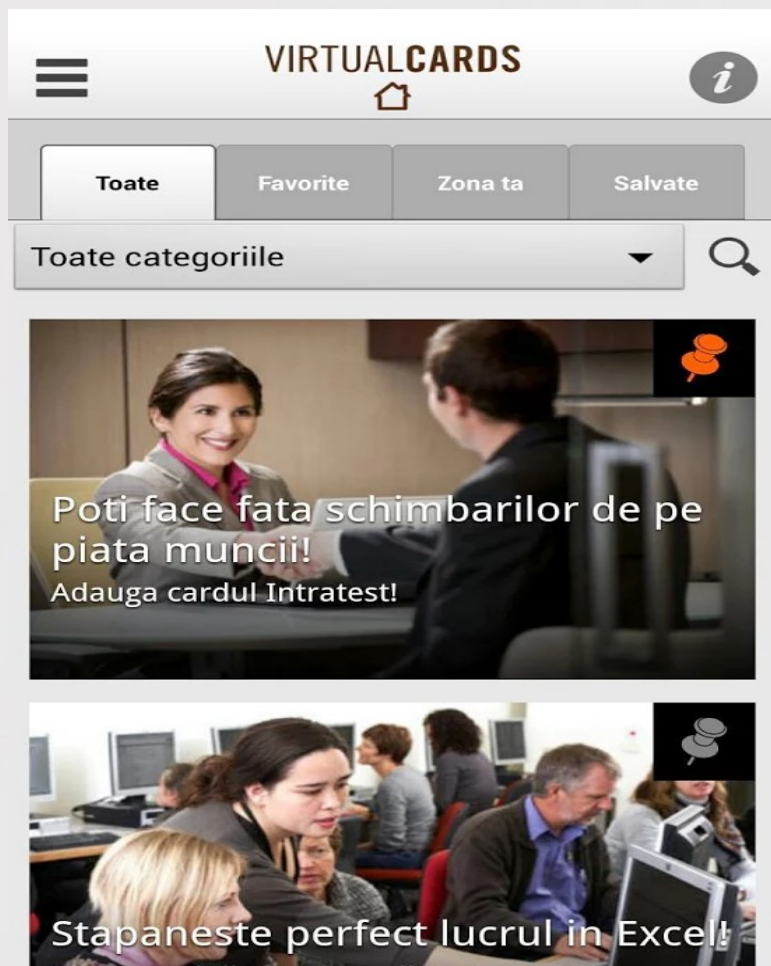 VIRTUALCARDS
i
Toate
Favorite
Zona ta
Salvate
Toate categoriile
Poti face fata schimbarilor de pe
piata muncii!
Adauga cardul Intratest!
Stapaneste perfect lucrul in Excel!